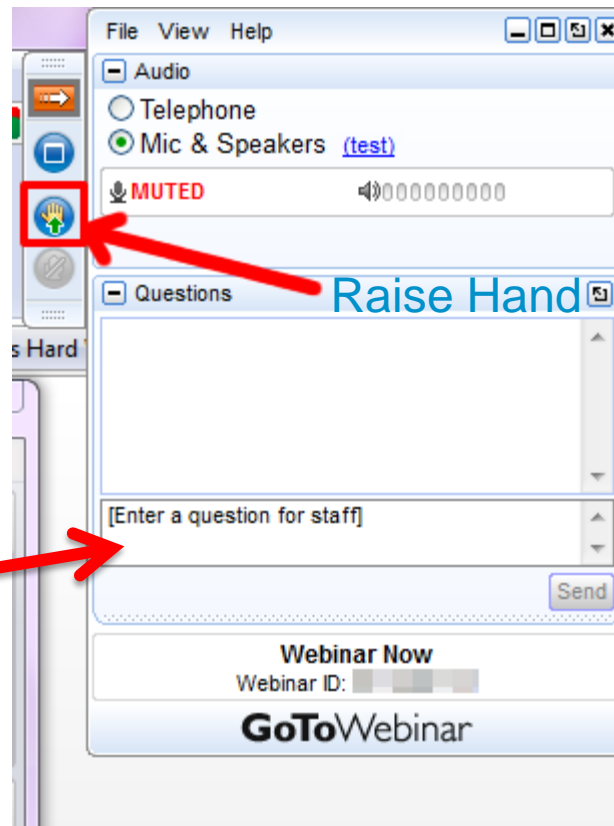 File View Help
Audio
Telephone
Mic & Speakers (test)
MUTED 000000000
Raise Hand
Questions
s Hard
[Enter a question for staff]
Send
Webinar Now
Webinar ID:
GoToWebinar